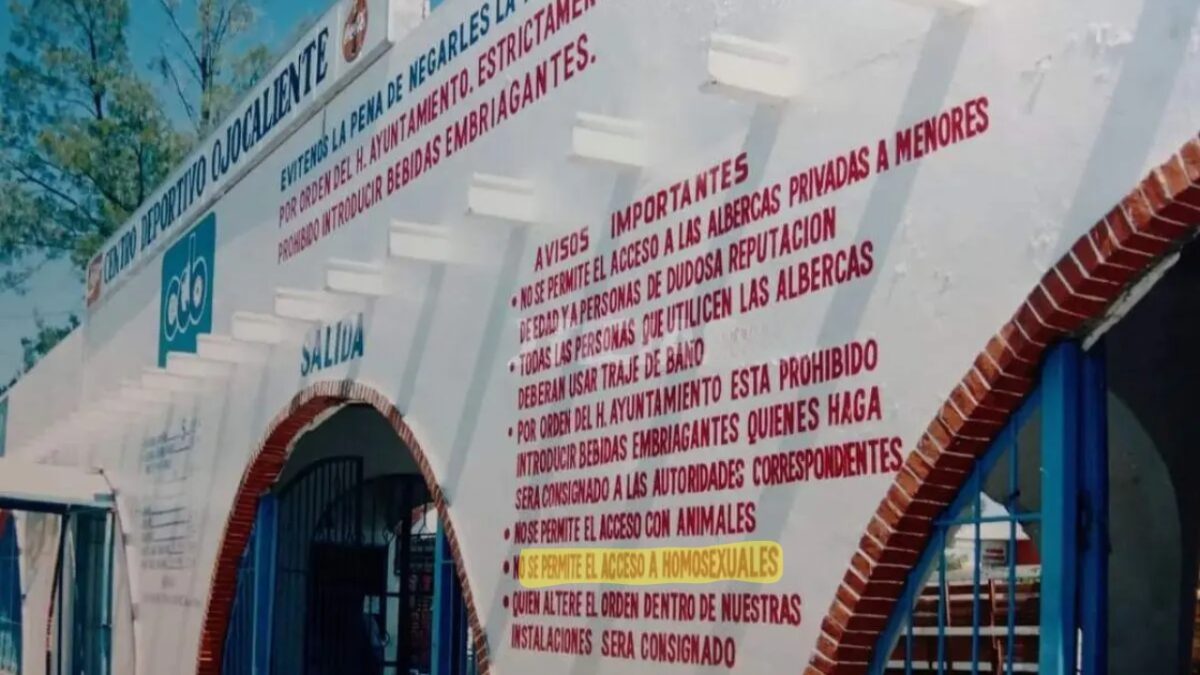 CENTRO DEPORTIVO OJOCALIENTE
EVITENOS LA PENA DE NEGARLES LA
POR ORDEN DEL H. AYUNTAMIENTO. ESTRICTAMEN
PROHIBIDO INTRODUCIR BEBIDAS EMBRIAGANTES.
SALIDA
AVISOS IMPORTANTES
• NO SE PERMITE EL ACCESO A LAS ALBERCAS PRIVADAS A MENORES
DE EDAD Y A PERSONAS DE DUDOSA REPUTACION
• TODAS LAS PERSONAS QUE UTILICEN LAS ALBERCAS
DEBERAN USAR TRAJE DE BAÑO
• POR ORDEN DEL H. AYUNTAMIENTO ESTA PROHIBIDO
INTRODUCIR BEBIDAS EMBRIAGANTES QUIENES HAGA
SERA CONSIGNADO A LAS AUTORIDADES CORRESPONDIENTES
• NO SE PERMITE EL ACCESO CON ANIMALES
• NO SE PERMITE EL ACCESO A HOMOSEXUALES
• QUIEN ALTERE EL ORDEN DENTRO DE NUESTRAS
INSTALACIONES SERA CONSIGNADO